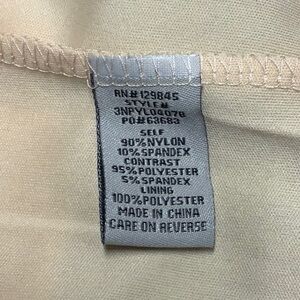 RN#129845
STYLE#
3NPYL04070
PO#63683
SELF
90%NYLON
10%SPANDEX
CONTRAST
95%POLYESTER
5%SPANDEX
LINING
100%POLYESTER
MADE IN CHINA
CARE ON REVERSE